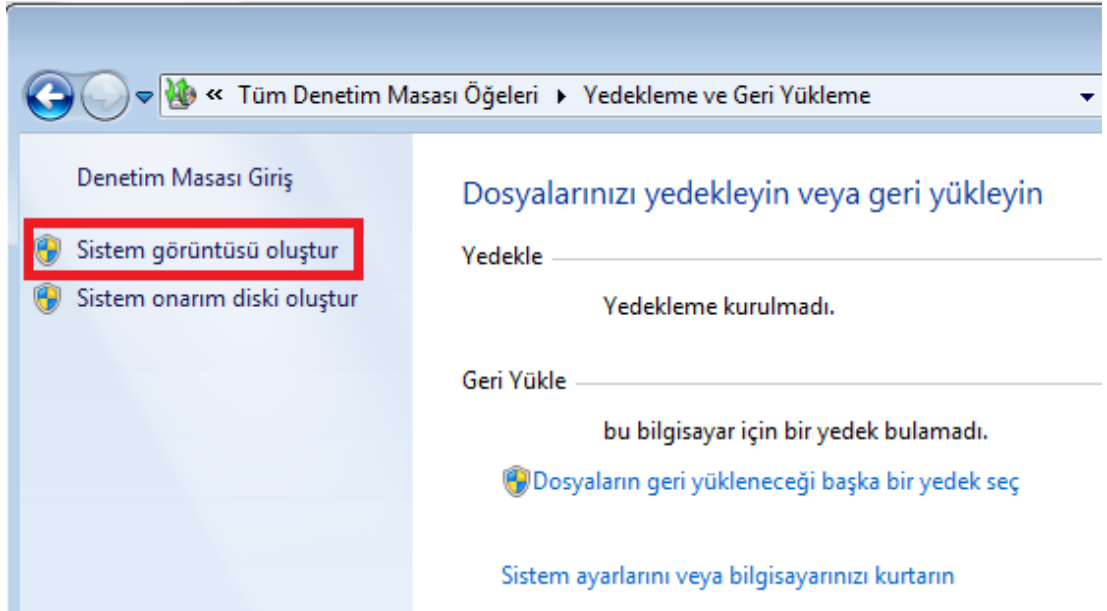 « Tüm Denetim Masası Öğeleri ▸ Yedekleme ve Geri Yükleme
Denetim Masası Giriş
Sistem görüntüsü oluştur
Sistem onarım diski oluştur
Dosyalarınızı yedekleyin veya geri yükleyin
Yedekle
Yedekleme kurulmadı.
Geri Yükle
bu bilgisayar için bir yedek bulamadı.
Dosyaların geri yükleneceği başka bir yedek seç
Sistem ayarlarını veya bilgisayarınızı kurtarın